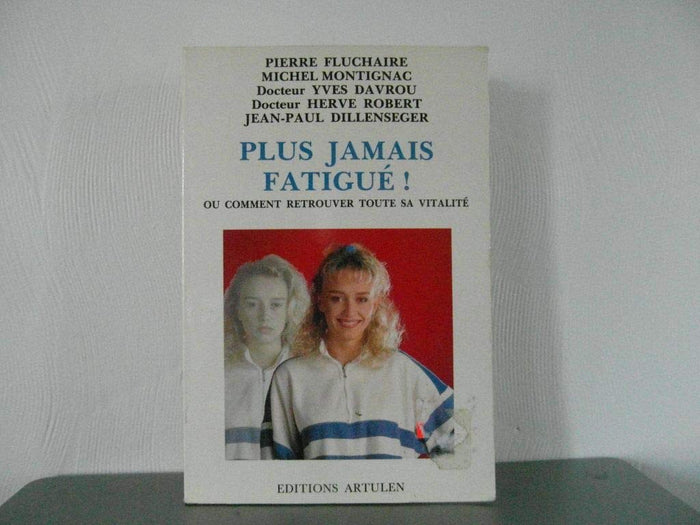 PIERRE FLUCHAIRE
MICHEL MONTIGNAC
Docteur YVES DAVROU
Docteur HERVE ROBERT
JEAN-PAUL DILLENSEGER
PLUS JAMAIS
FATIGUÉ !
OU COMMENT RETROUVER TOUTE SA VITALITÉ
EDITIONS ARTULEN